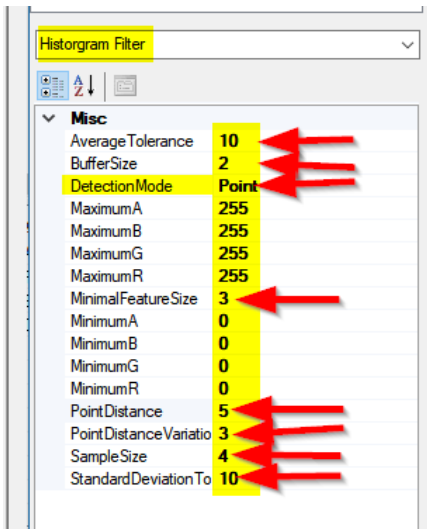 Historgram Filter
Misc
AverageTolerance 10
BufferSize 2
DetectionMode Point
MaximumA 255
MaximumB 255
MaximumG 255
MaximumR 255
MinimalFeatureSize 3
MinimumA 0
MinimumB 0
MinimumG 0
MinimumR 0
PointDistance 5
PointDistanceVariatio 3
SampleSize 4
StandardDeviationTo 10